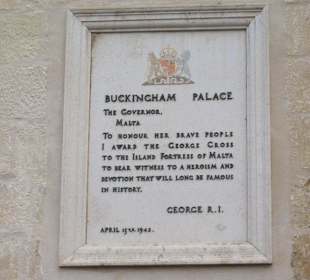 BUCKINGHAM PALACE
THE GOVERNOR,
MALTA
TO HONOUR HER BRAVE PEOPLE
I AWARD THE GEORGE CROSS
TO THE ISLAND FORTRESS OF MALTA
TO BEAR WITNESS TO A HEROISM AND
DEVOTION THAT WILL LONG BE FAMOUS
IN HISTORY.
GEORGE R.I.
APRIL 15TH. 1942.